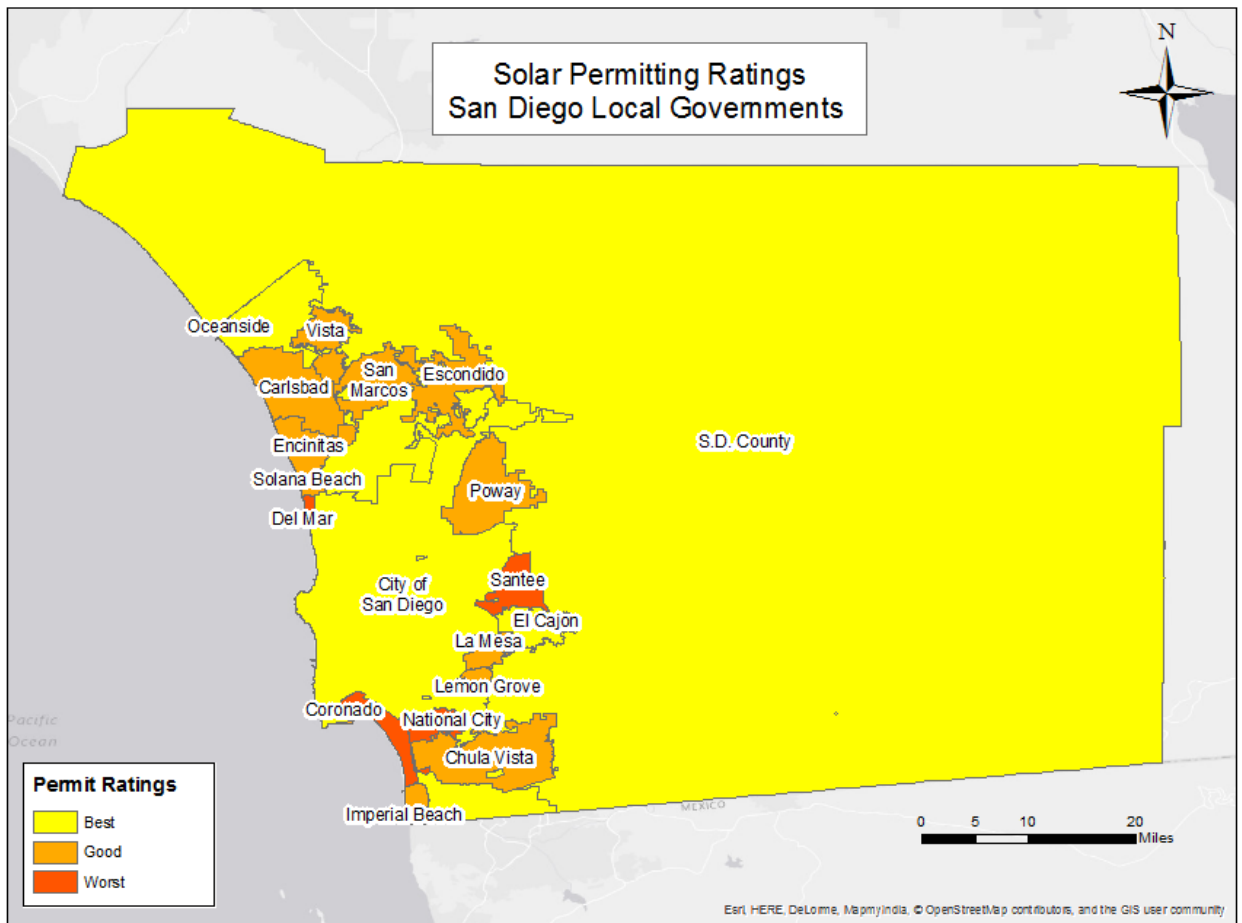 Solar Permitting Ratings
San Diego Local Governments
N
Oceanside
Vista
San
Marcos
Escondido
Carlsbad
Encinitas
S.D. County
Solana Beach
Poway
Del Mar
City of
San Diego
Santee
El Cajon
La Mesa
Lemon Grove
Coronado
National City
Chula Vista
Imperial Beach
Pacific
Ocean
MEXICO
Permit Ratings
Best
Good
Worst
0 5 10 20
Miles
Esri, HERE, DeLorme, MapmyIndia, © OpenStreetMap contributors, and the GIS user community